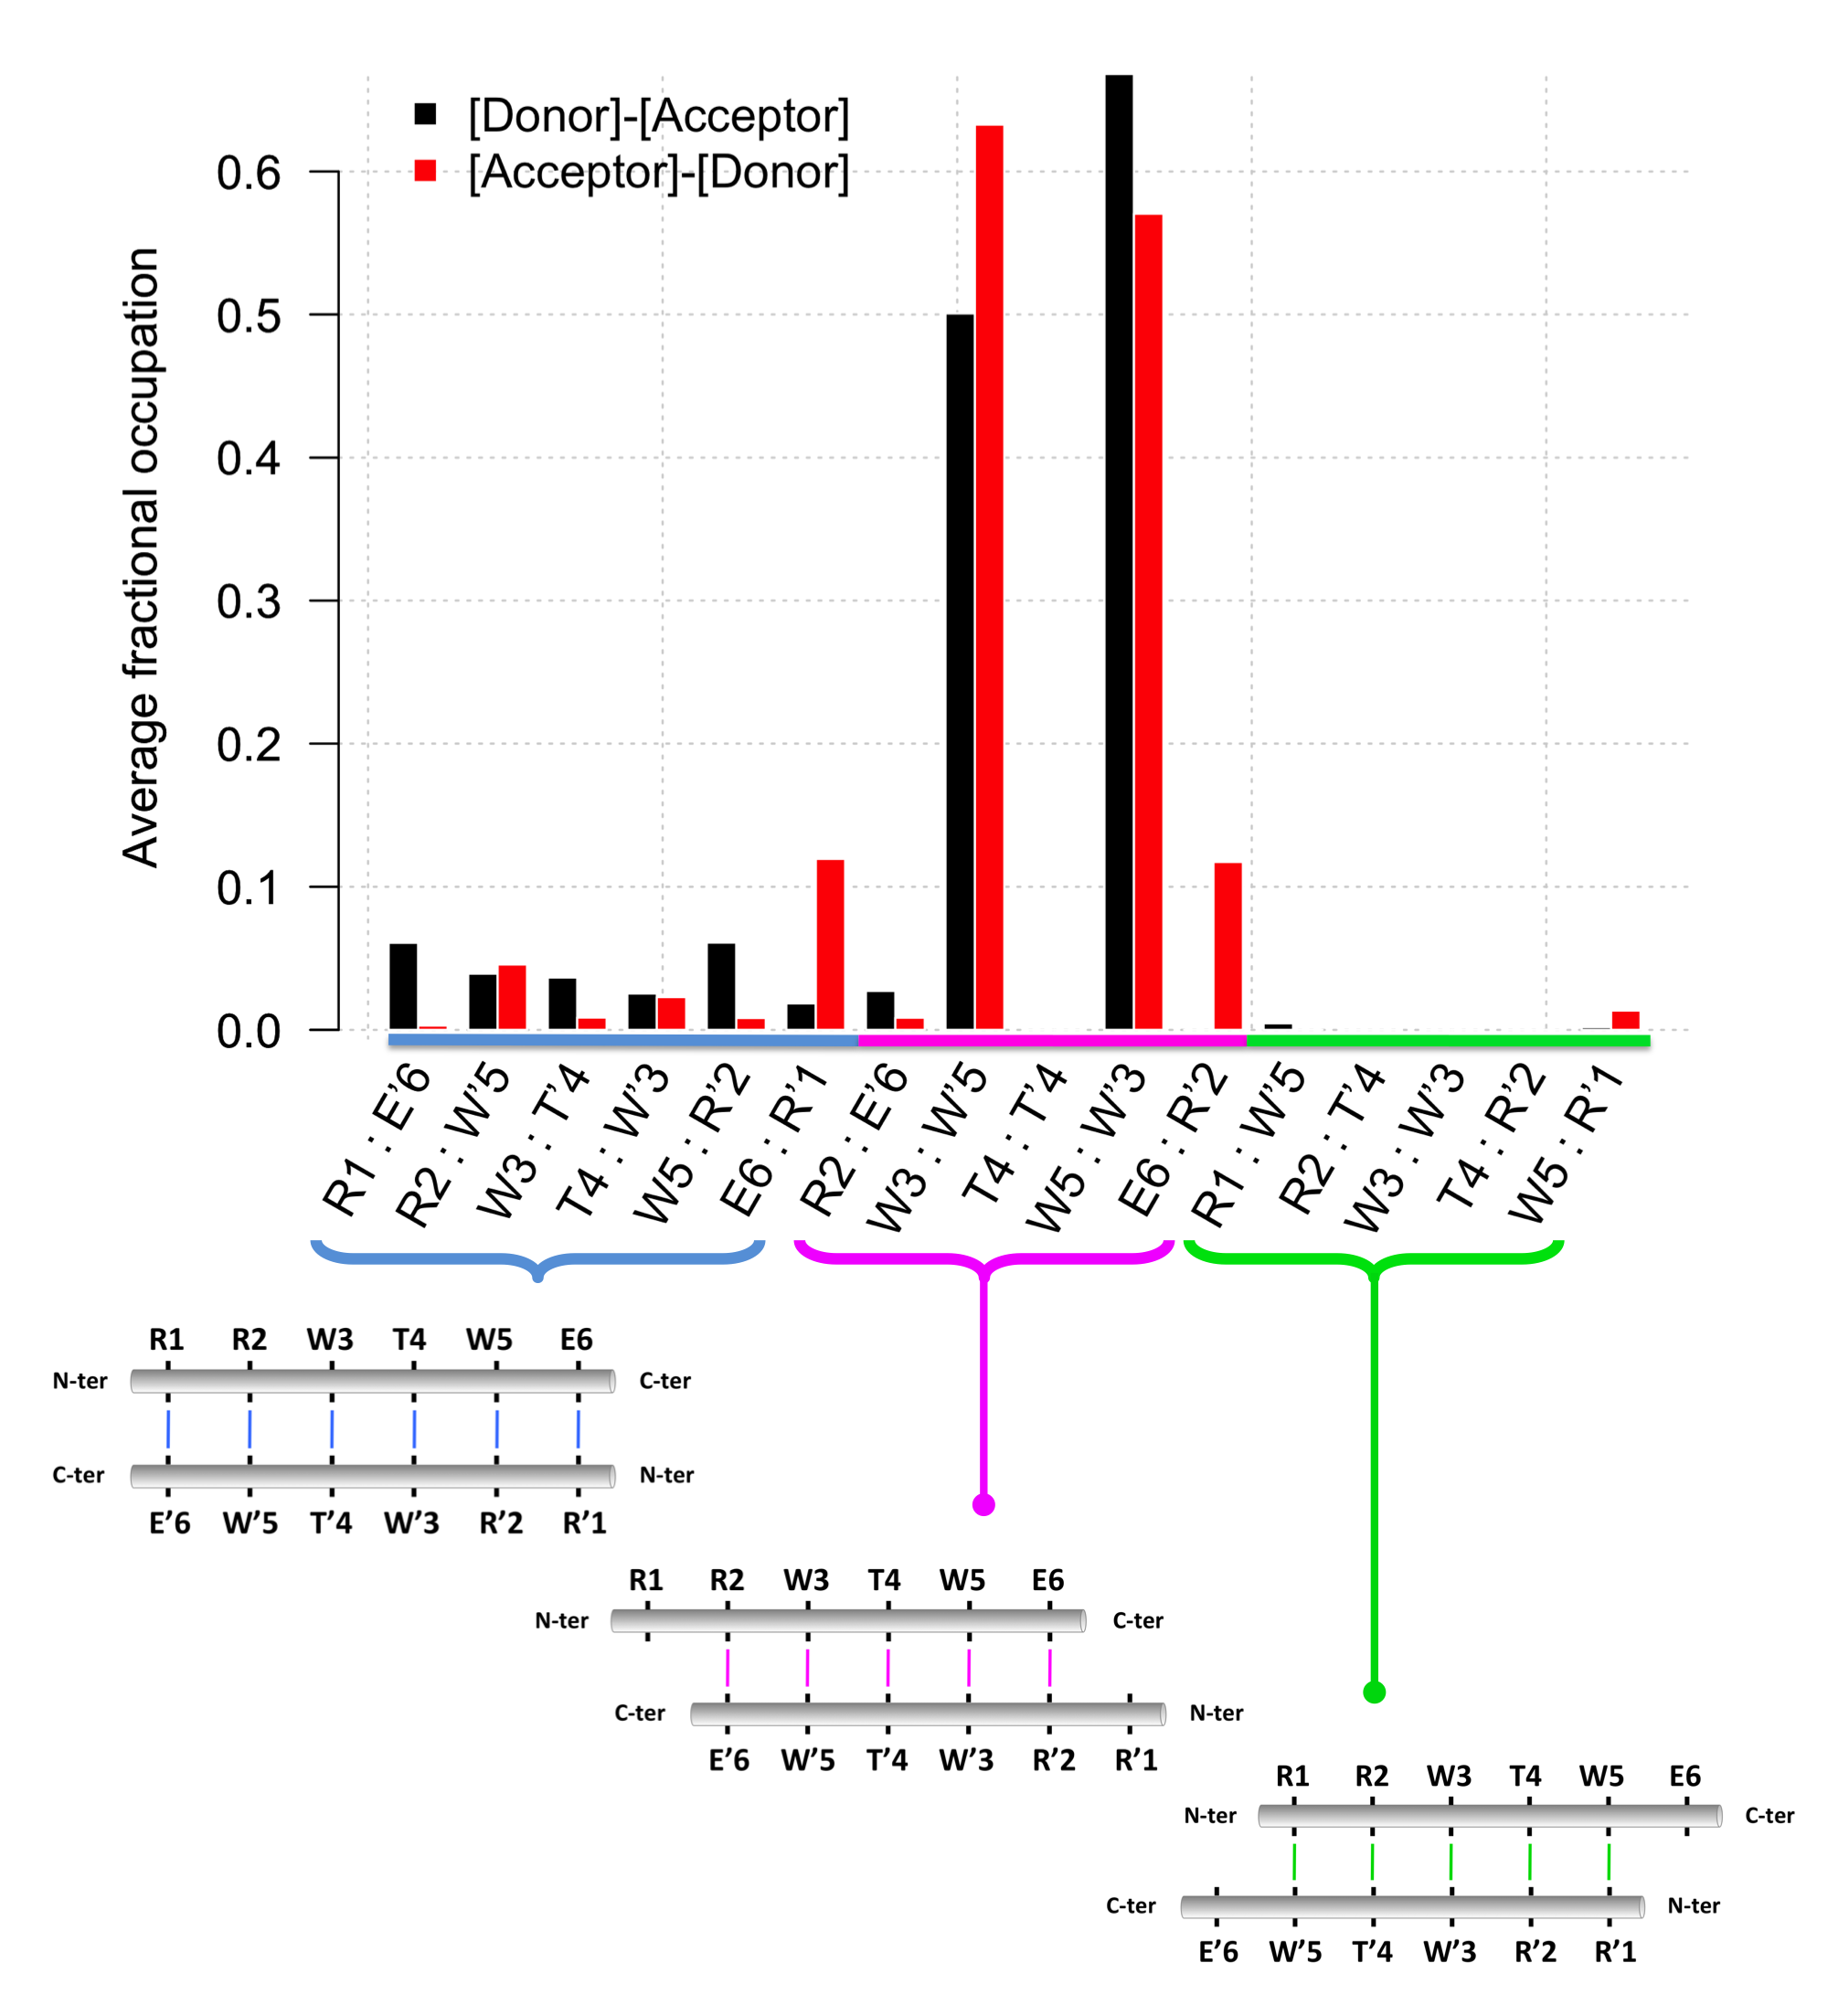 [Donor]-[Acceptor]
[Acceptor]-[Donor]
Average fractional occupation
0.6
0.5
0.4
0.3
0.2
0.1
0.0
R1 : E'6
R2 : W'5
W3 : T'4
T4 : W'3
W5 : R'2
E6 : R'1
R2 : E'6
W3 : W'5
T4 : T'4
W5 : W'3
E6 : R'2
R1 : W'5
R2 : T'4
W3 : W'3
T4 : R'2
W5 : R'1
R1 R2 W3 T4 W5 E6
N-ter C-ter
C-ter N-ter
E’6 W’5 T’4 W’3 R’2 R’1
R1 R2 W3 T4 W5 E6
N-ter C-ter
C-ter N-ter
E’6 W’5 T’4 W’3 R’2 R’1
R1 R2 W3 T4 W5 E6
N-ter C-ter
C-ter N-ter
E’6 W’5 T’4 W’3 R’2 R’1